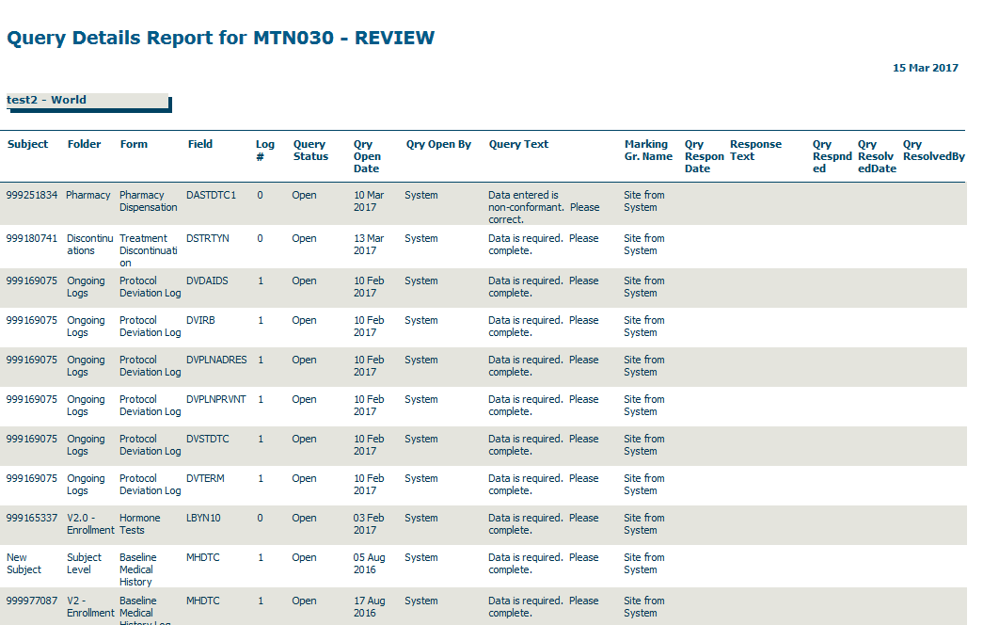 Query Details Report for MTN030 - REVIEW
15 Mar 2017
test2 - World
Subject Folder Form Field Log Query Qry Qry Open By Query Text Marking Qry Response Qry Qry Qry
# Status Open Gr. Name Respon Text Respnd Resolv ResolvedBy
Date Date ed edDate
999251834 Pharmacy Pharmacy DASTDTC1 0 Open 10 Mar System Data entered is Site from
Dispensation 2017 non-conformant. Please System
correct.
999180741 Discontinu Treatment DSTRTYN 0 Open 13 Mar System Data is required. Please Site from
ations Discontinuati 2017 complete. System
on
999169075 Ongoing Protocol DVDAIDS 1 Open 10 Feb System Data is required. Please Site from
Logs Deviation Log 2017 complete. System
999169075 Ongoing Protocol DVIRB 1 Open 10 Feb System Data is required. Please Site from
Logs Deviation Log 2017 complete. System
999169075 Ongoing Protocol DVPLNADRES 1 Open 10 Feb System Data is required. Please Site from
Logs Deviation Log 2017 complete. System
999169075 Ongoing Protocol DVPLNPRVNT 1 Open 10 Feb System Data is required. Please Site from
Logs Deviation Log 2017 complete. System
999169075 Ongoing Protocol DVSTDTC 1 Open 10 Feb System Data is required. Please Site from
Logs Deviation Log 2017 complete. System
999169075 Ongoing Protocol DVTERM 1 Open 10 Feb System Data is required. Please Site from
Logs Deviation Log 2017 complete. System
999165337 V2.0 - Hormone LBYN10 0 Open 03 Feb System Data is required. Please Site from
Enrollment Tests 2017 complete. System
New Subject Baseline MHDTC 1 Open 05 Aug System Data is required. Please Site from
Subject Level Medical 2016 complete. System
History
999977087 V2 - Baseline MHDTC 1 Open 17 Aug System Data is required. Please Site from
Enrollment Medical 2016 complete. System
History Log